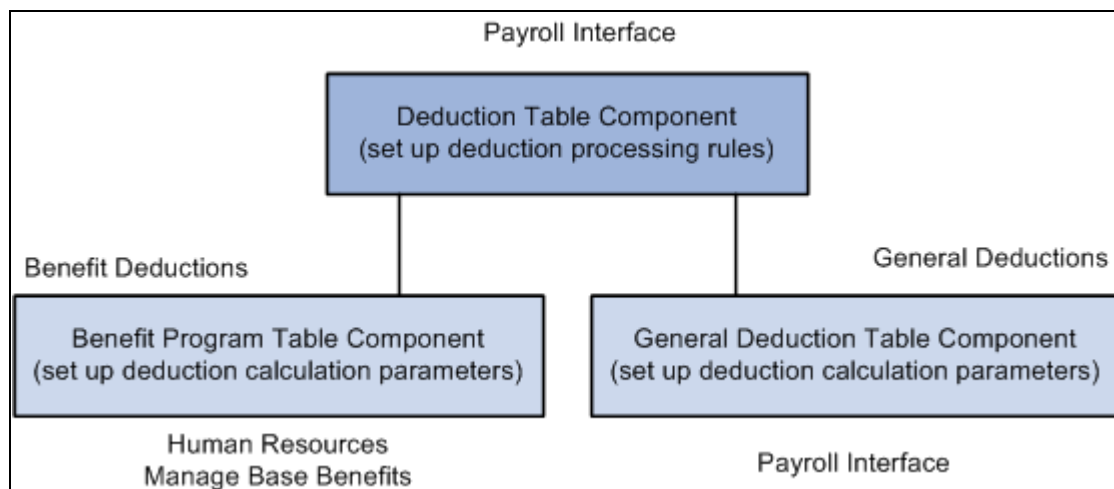 Payroll Interface
Deduction Table Component
(set up deduction processing rules)
Benefit Deductions
General Deductions
Benefit Program Table Component
(set up deduction calculation parameters)
General Deduction Table Component
(set up deduction calculation parameters)
Human Resources
Manage Base Benefits
Payroll Interface